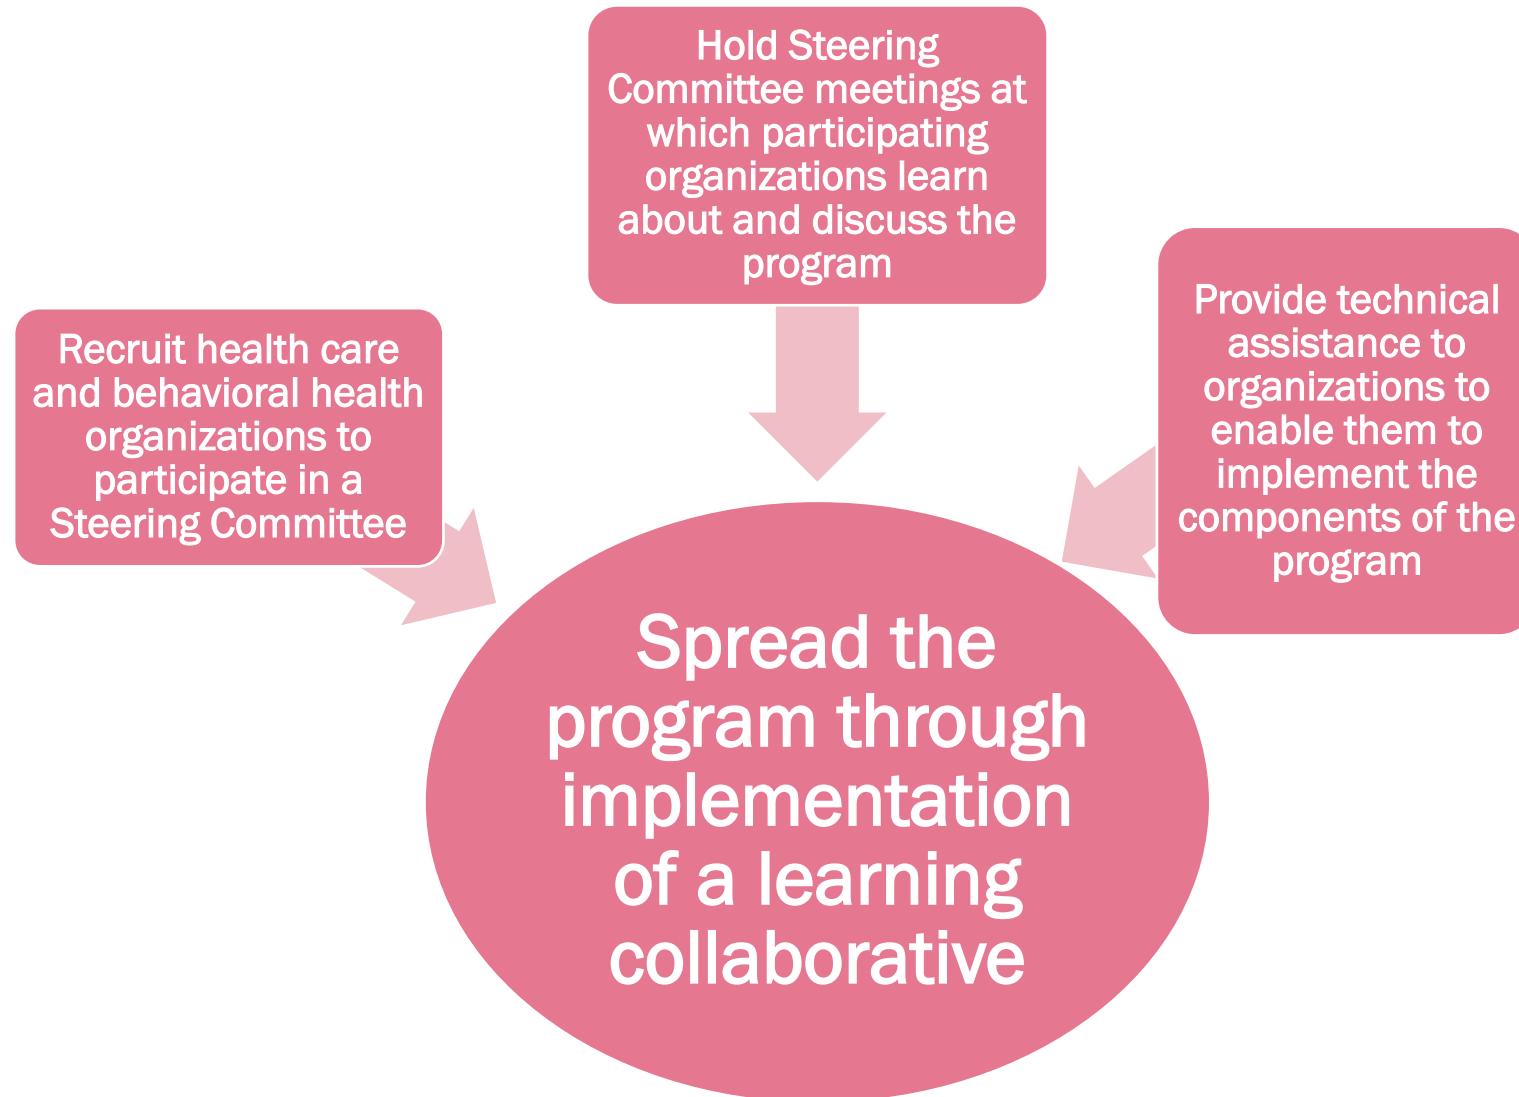 Hold Steering
Committee meetings at
which participating
organizations learn
about and discuss the
program
Recruit health care
and behavioral health
organizations to
participate in a
Steering Committee
Provide technical
assistance to
organizations to
enable them to
implement the
components of the
program
Spread the
program through
implementation
of a learning
collaborative